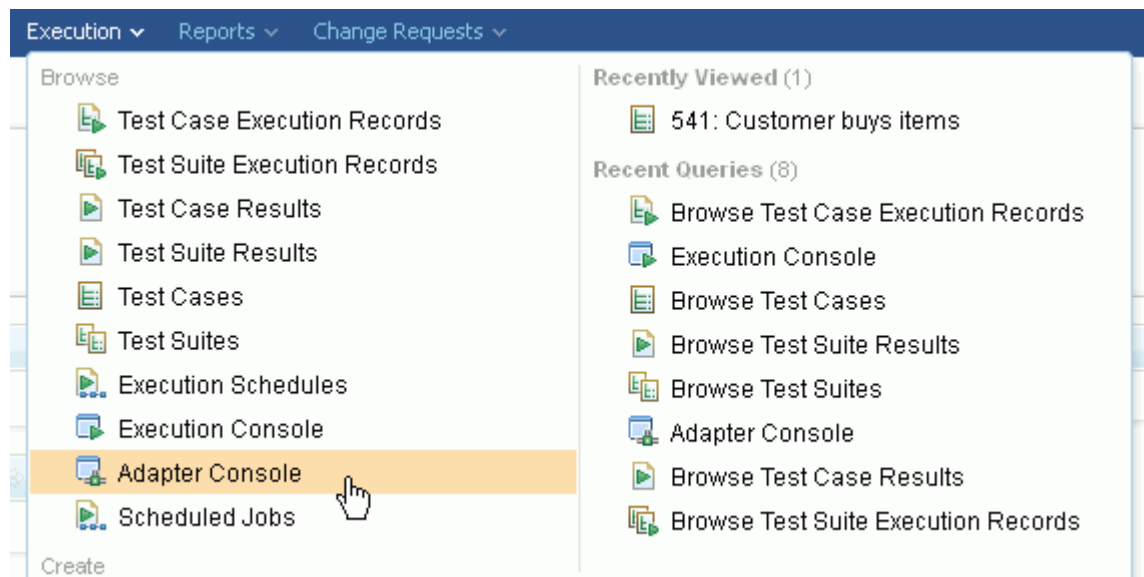 Execution Reports Change Requests
Browse
Test Case Execution Records
Test Suite Execution Records
Test Case Results
Test Suite Results
Test Cases
Test Suites
Execution Schedules
Execution Console
Adapter Console
Scheduled Jobs
Create
Recently Viewed (1)
541: Customer buys items
Recent Queries (8)
Browse Test Case Execution Records
Execution Console
Browse Test Cases
Browse Test Suite Results
Browse Test Suites
Adapter Console
Browse Test Case Results
Browse Test Suite Execution Records